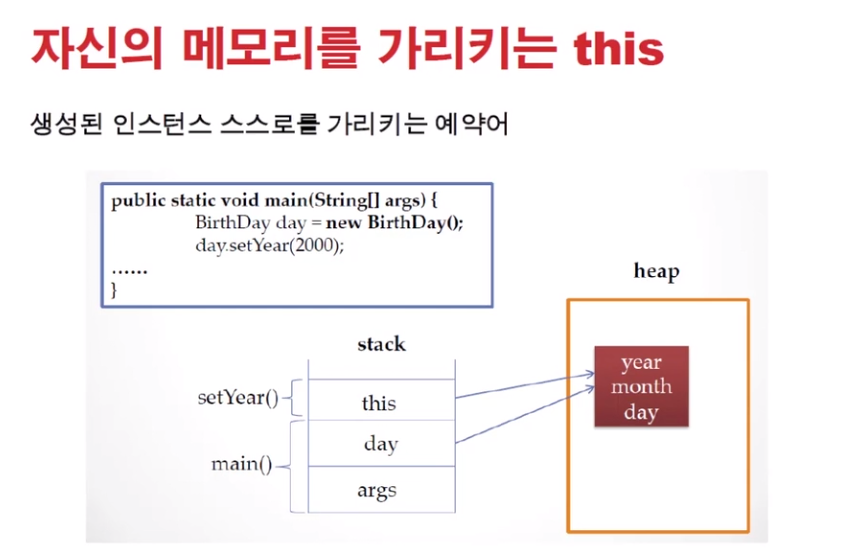 자신의 메모리를 가리키는 this
생성된 인스턴스 스스로를 가리키는 예약어
public static void main(String[] args) {
BirthDay day = new BirthDay();
day.setYear(2000);
......
}
heap
stack
year
month
day
setYear()
this
day
main()
args